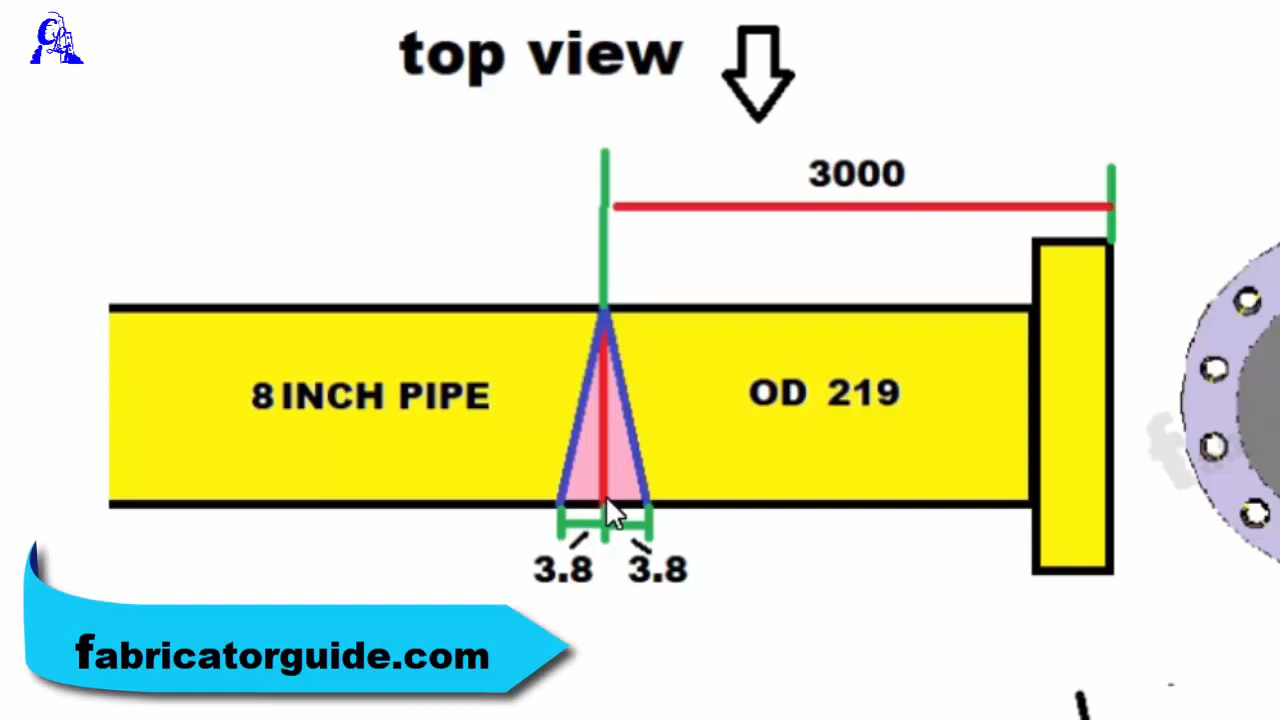 top view
3000
8 INCH PIPE
OD 219
3.8 3.8
fabricatorguide.com